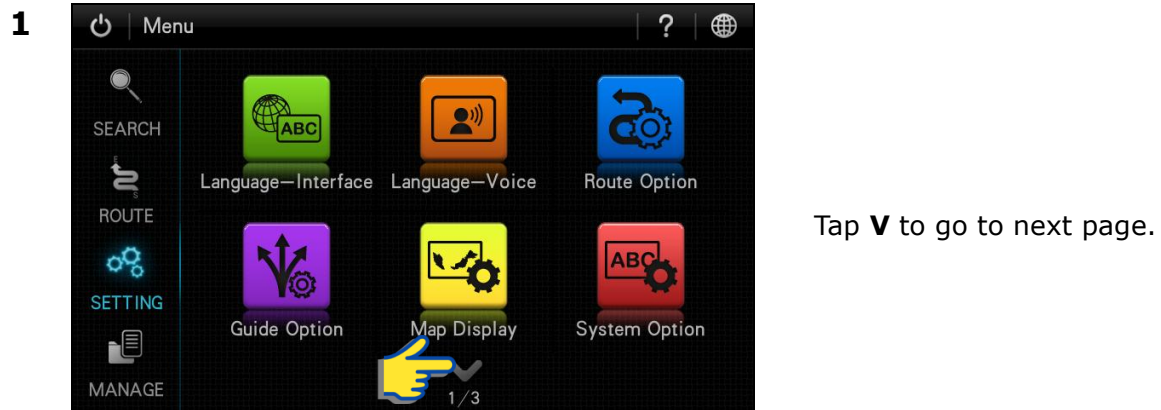 1
Menu
?
SEARCH
ABC
Language-Interface Language-Voice Route Option
ROUTE
Tap V to go to next page.
ABC
SETTING
Guide Option Map Display System Option
MANAGE
1/3